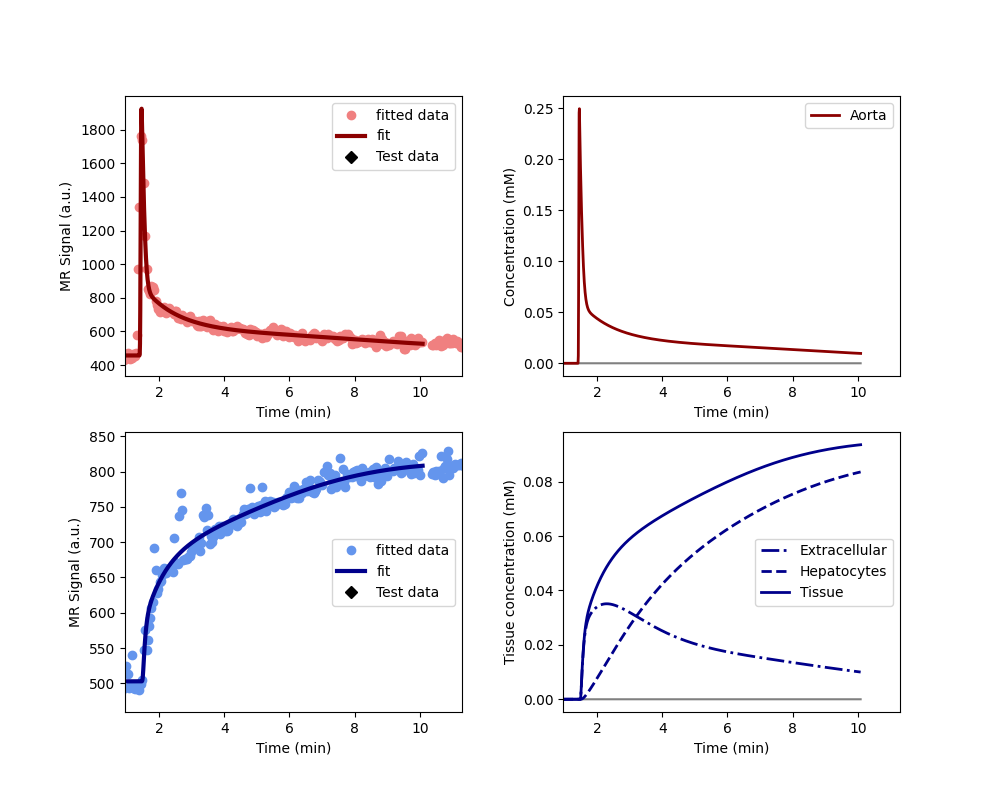 1800
1600
1400
1200
1000
800
600
400
MR Signal (a.u.)
fitted data
fit
Test data
2 4 6 8 10
Time (min)
0.25
0.20
0.15
0.10
0.05
0.00
Concentration (mM)
Aorta
2 4 6 8 10
Time (min)
850
800
750
700
650
600
550
500
MR Signal (a.u.)
fitted data
fit
Test data
2 4 6 8 10
Time (min)
0.08
0.06
0.04
0.02
0.00
Tissue concentration (mM)
Extracellular
Hepatocytes
Tissue
2 4 6 8 10
Time (min)